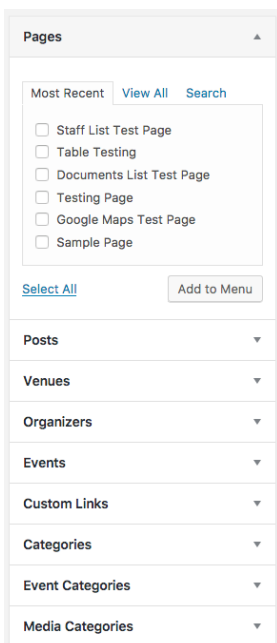 Pages
Most Recent View All Search
Staff List Test Page
Table Testing
Documents List Test Page
Testing Page
Google Maps Test Page
Sample Page
Select All Add to Menu
Posts
Venues
Organizers
Events
Custom Links
Categories
Event Categories
Media Categories